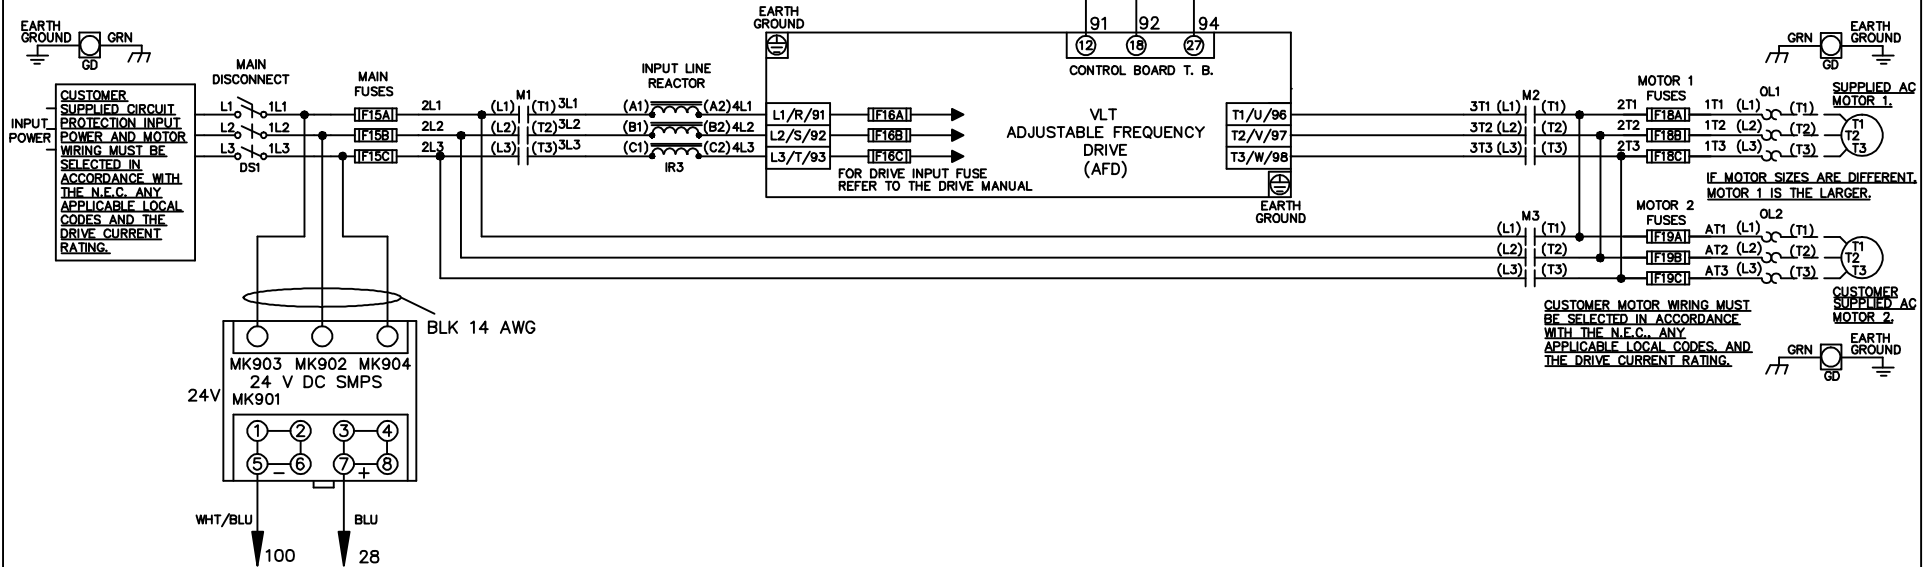 EARTH
GROUND
GRN
GD
CUSTOMER
SUPPLIED CIRCUIT
PROTECTION INPUT
POWER AND MOTOR
WIRING MUST BE
SELECTED IN
ACCORDANCE WITH
THE N.E.C. ANY
APPLICABLE LOCAL
CODES AND THE
DRIVE CURRENT
RATING.
INPUT
POWER
MAIN
DISCONNECT
L1 1L1
L2 1L2
L3 1L3
DS1
MAIN
FUSES
F15A
F15B
F15C
2L1
2L2
2L3
M1
(L1) (T1) 3L1
(L2) (T2) 3L2
(L3) (T3) 3L3
INPUT LINE
REACTOR
(A1) (A2) 4L1
(B1) (B2) 4L2
(C1) (C2) 4L3
IR3
EARTH
GROUND
91 92 94
12 18 27
CONTROL BOARD T. B.
L1/R/91
L2/S/92
L3/T/93
F16A
F16B
F16C
FOR DRIVE INPUT FUSE
REFER TO THE DRIVE MANUAL
VLT
ADJUSTABLE FREQUENCY
DRIVE
(AFD)
T1/U/96
T2/V/97
T3/W/98
EARTH
GROUND
M2
3T1 (L1) (T1)
3T2 (L2) (T2)
3T3 (L3) (T3)
MOTOR 1
FUSES
2T1 F18A 1T1
2T2 F18B 1T2
2T3 F18C 1T3
OL1
(L1) (T1)
(L2) (T2)
(L3) (T3)
T1
T2
T3
GRN
GD
EARTH
GROUND
SUPPLIED AC
MOTOR 1.
IF MOTOR SIZES ARE DIFFERENT,
MOTOR 1 IS THE LARGER.
M3
(L1) (T1)
(L2) (T2)
(L3) (T3)
MOTOR 2
FUSES
F19A AT1
F19B AT2
F19C AT3
OL2
(L1) (T1)
(L2) (T2)
(L3) (T3)
T1
T2
T3
CUSTOMER
SUPPLIED AC
MOTOR 2.
CUSTOMER MOTOR WIRING MUST
BE SELECTED IN ACCORDANCE
WITH THE N.E.C., ANY
APPLICABLE LOCAL CODES, AND
THE DRIVE CURRENT RATING.
GRN
GD
EARTH
GROUND
BLK 14 AWG
MK903 MK902 MK904
24 V DC SMPS
24V
MK901
1 2 3 4
5 - 6 7 + 8
WHT/BLU
BLU
100
28